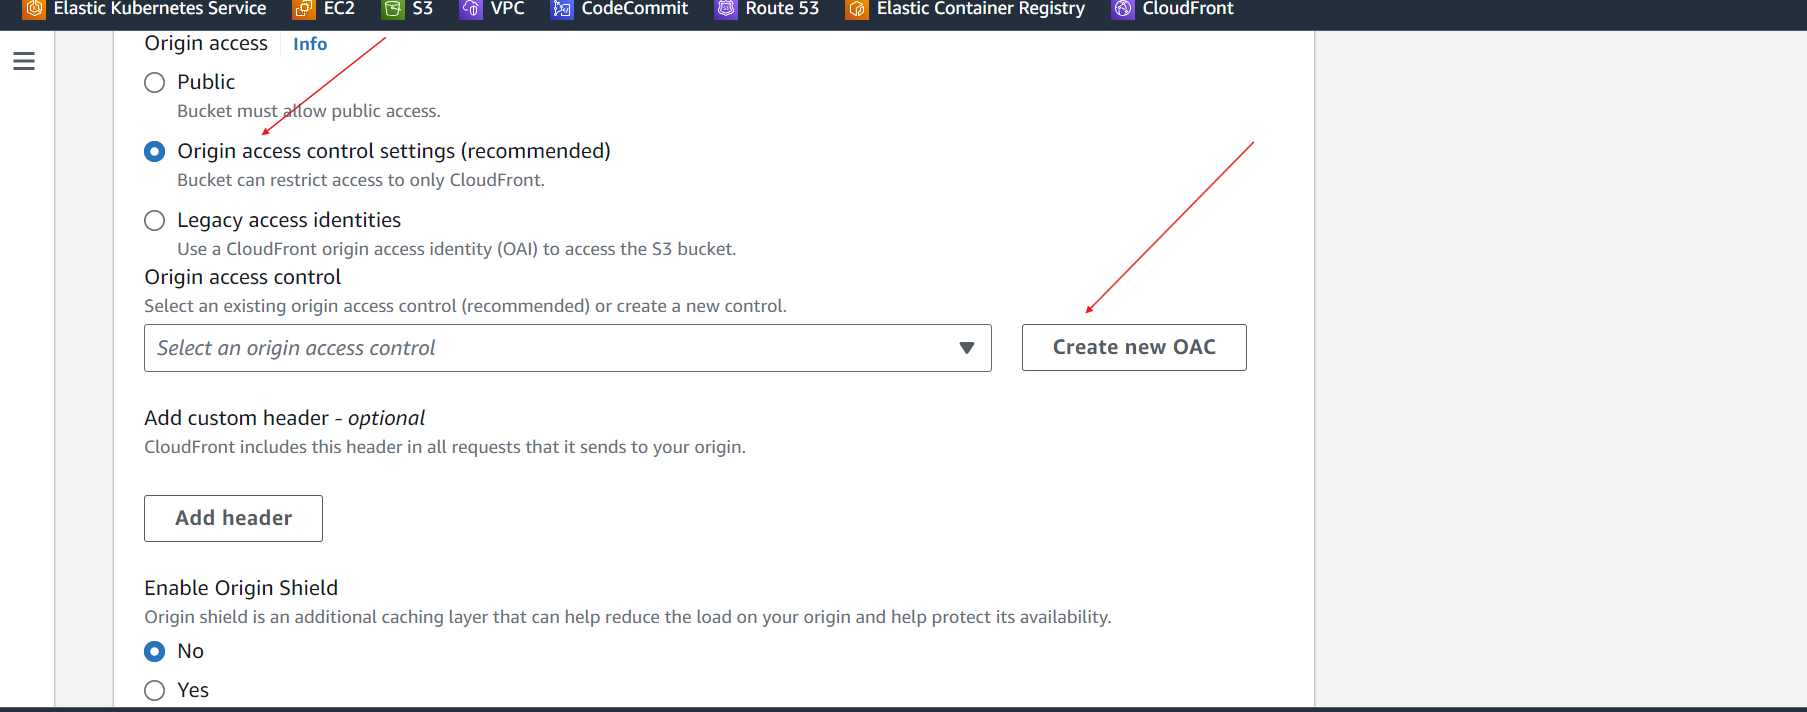 Elastic Kubernetes Service EC2 S3 VPC CodeCommit Route 53 Elastic Container Registry CloudFront
Origin access Info
Public
Bucket must allow public access.
Origin access control settings (recommended)
Bucket can restrict access to only CloudFront.
Legacy access identities
Use a CloudFront origin access identity (OAI) to access the S3 bucket.
Origin access control
Select an existing origin access control (recommended) or create a new control.
Select an origin access control Create new OAC
Add custom header - optional
CloudFront includes this header in all requests that it sends to your origin.
Add header
Enable Origin Shield
Origin shield is an additional caching layer that can help reduce the load on your origin and help protect its availability.
No
Yes